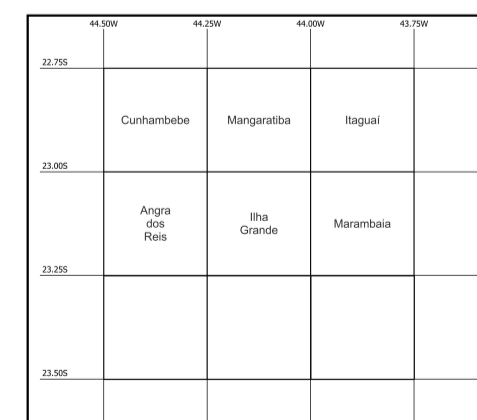 44.50W 44.25W 44.00W 43.75W
22.75S
Cunhambebe Mangaratiba Itaguaí
23.00S
Angra
dos
Reis
Ilha
Grande
Marambaia
23.25S
23.50S